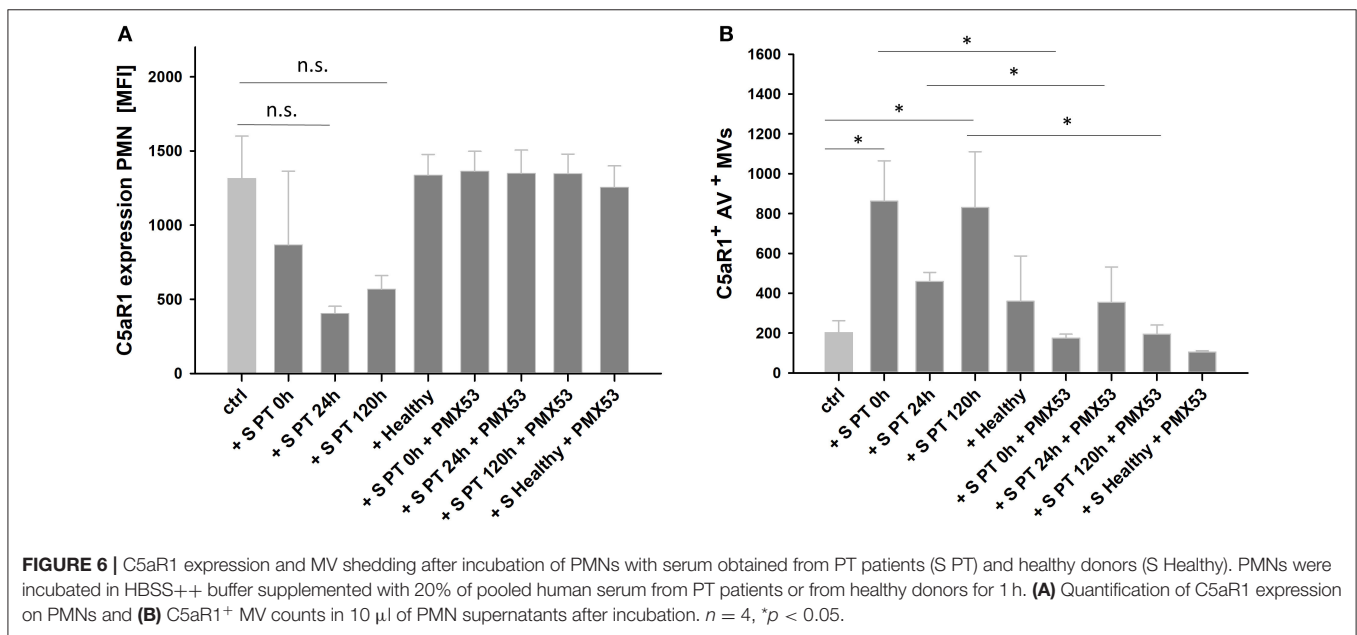 A
C5aR1 expression PMN [MFI]
2000
1500
1000
500
0
n.s.
n.s.
ctrl
+ S PT 0h
+ S PT 24h
+ S PT 120h
+ Healthy
+ S PT 0h + PMX53
+ S PT 24h + PMX53
+ S PT 120h + PMX53
+ S Healthy + PMX53
B
C5aR1+ AV + MVs
1600
1400
1200
1000
800
600
400
200
0
*
*
*
*
*
ctrl
+ S PT 0h
+ S PT 24h
+ S PT 120h
+ Healthy
+ S PT 0h + PMX53
+ S PT 24h + PMX53
+ S PT 120h + PMX53
+ S Healthy + PMX53
FIGURE 6 | C5aR1 expression and MV shedding after incubation of PMNs with serum obtained from PT patients (S PT) and healthy donors (S Healthy). PMNs were
incubated in HBSS++ buffer supplemented with 20% of pooled human serum from PT patients or from healthy donors for 1 h. (A) Quantification of C5aR1 expression
on PMNs and (B) C5aR1+ MV counts in 10 μl of PMN supernatants after incubation. n = 4, *p < 0.05.